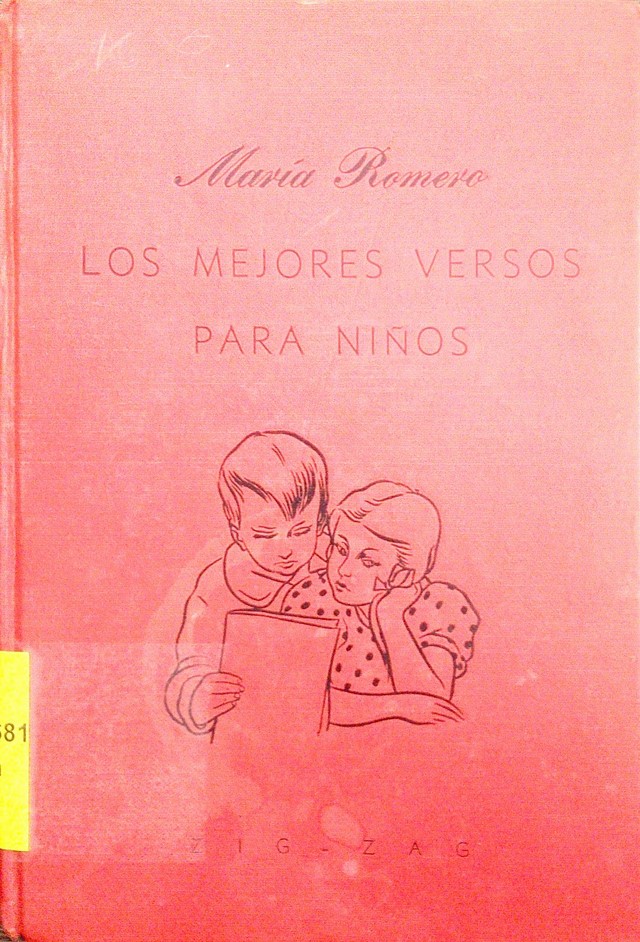 María Romero
LOS MEJORES VERSOS
PARA NIÑOS
ZIG-ZAG